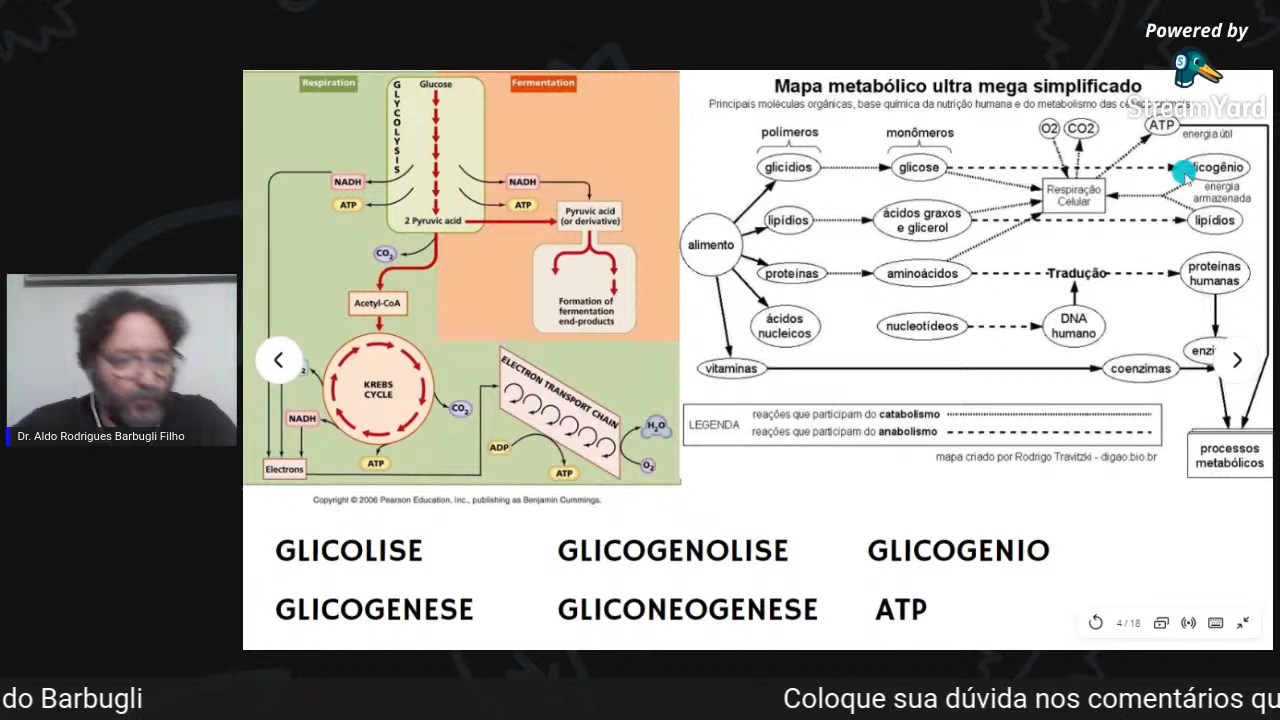 Powered by
StreamYard
Respiration
Fermentation
GLYCOLYSIS
Glucose
NADH
NADH
ATP
ATP
2 Pyruvic acid
Pyruvic acid
(or derivative)
CO2
Acetyl-CoA
Formation of
fermentation
end-products
KREBS
CYCLE
CO2
NADH
ATP
Electrons
ELECTRON TRANSPORT CHAIN
ADP
ATP
H2O
O2
Copyright © 2006 Pearson Education, Inc., publishing as Benjamin Cummings.
Mapa metabólico ultra mega simplificado
Principais moléculas orgânicas, base química da nutrição humana e do metabolismo das
polímeros
monômeros
O2
CO2
ATP
energia útil
glicídios
glicose
licogênio
Respiração
Celular
energia
armazenada
lipídios
ácidos graxos
e glicerol
lipídios
alimento
proteínas
aminoácidos
Tradução
proteínas
humanas
ácidos
nucleicos
nucleotídeos
DNA
humano
enzi
vitaminas
coenzimas
LEGENDA
reações que participam do catabolismo
reações que participam do anabolismo
processos
metabólicos
mapa criado por Rodrigo Travitzki - digao.bio.br
GLICOLISE
GLICOGENOLISE
GLICOGENIO
GLICOGENESE
GLICONEOGENESE
ATP
4 / 18
Dr. Aldo Rodrigues Barbugli Filho
do Barbugli
Coloque sua dúvida nos comentários qu